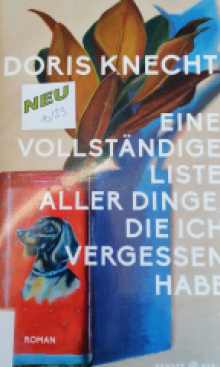 DORIS KNECHT
NEU
EINE
VOLLSTÄNDIGE
LISTE
ALLER DINGE,
DIE ICH
VERGESSEN
HABE
ROMAN